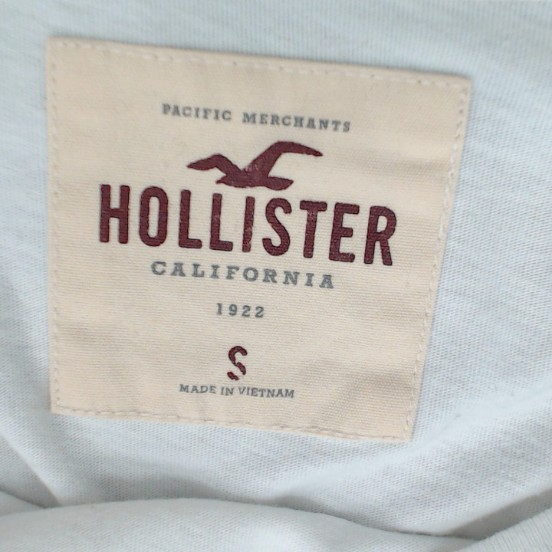 PACIFIC MERCHANTS
HOLLISTER
CALIFORNIA
1922
S
MADE IN VIETNAM